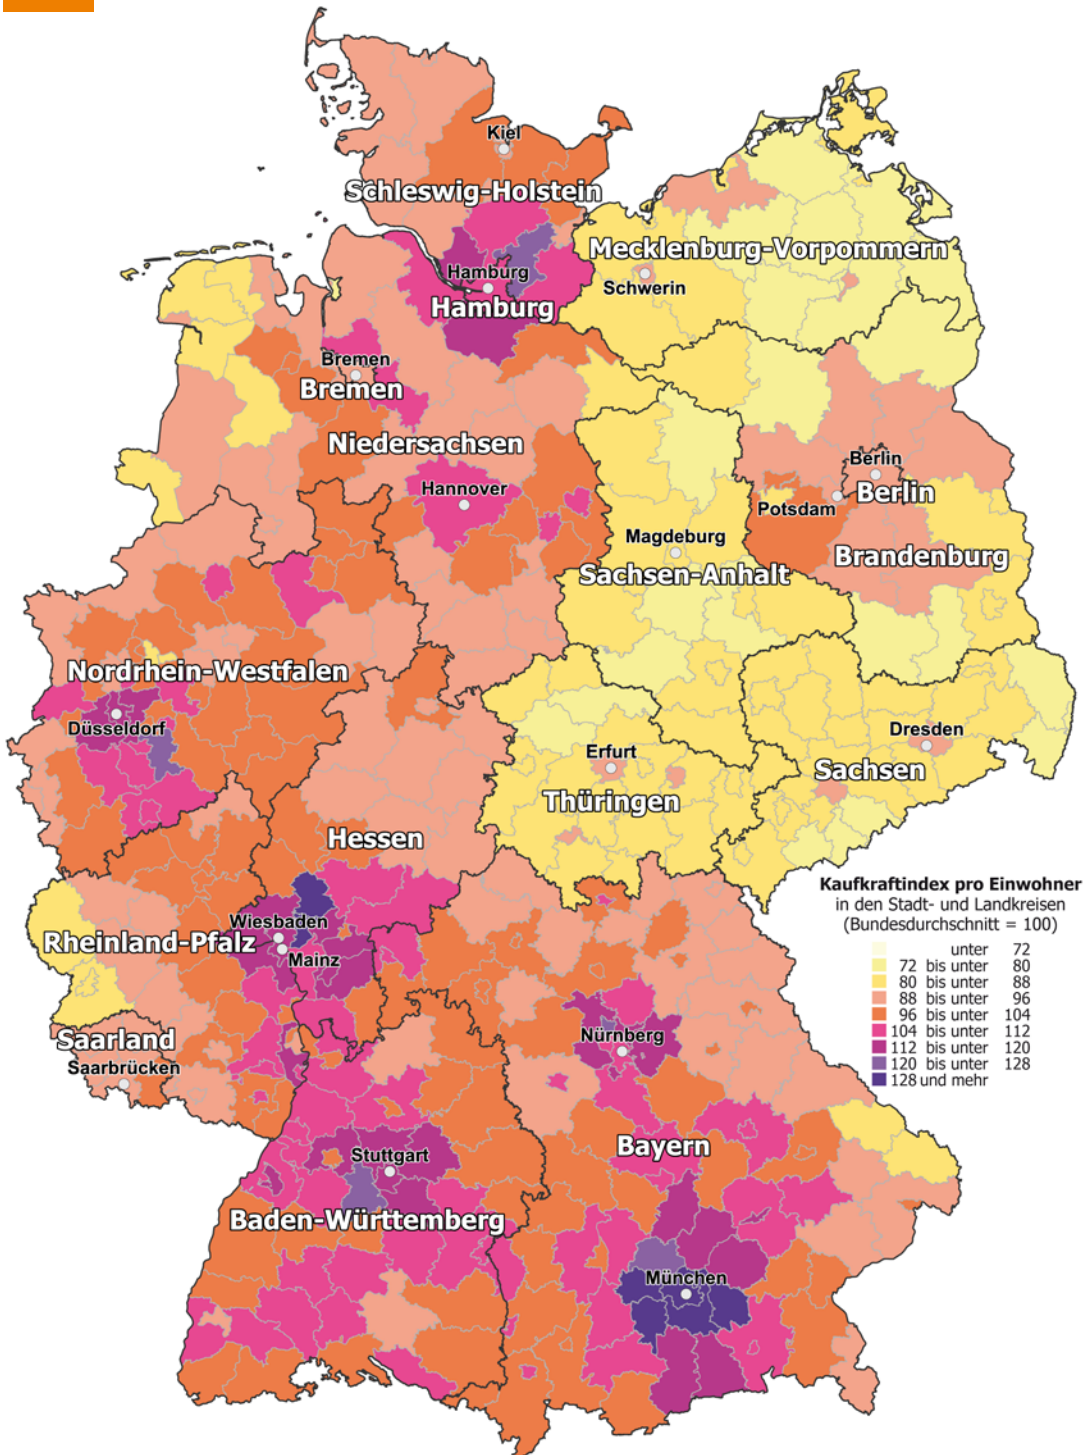 Kiel
Schleswig-Holstein
Mecklenburg-Vorpommern
Hamburg
Schwerin
Hamburg
Bremen
Bremen
Niedersachsen
Berlin
Hannover
Berlin
Potsdam
Magdeburg
Brandenburg
Sachsen-Anhalt
Nordrhein-Westfalen
Düsseldorf
Dresden
Erfurt
Sachsen
Thüringen
Hessen
Kaufkraftindex pro Einwohner
in den Stadt- und Landkreisen
(Bundesdurchschnitt = 100)
unter 72
72 bis unter 80
80 bis unter 88
88 bis unter 96
96 bis unter 104
104 bis unter 112
112 bis unter 120
120 bis unter 128
128 und mehr
Wiesbaden
Rheinland-Pfalz
Mainz
Saarland
Nürnberg
Saarbrücken
Bayern
Stuttgart
Baden-Württemberg
München